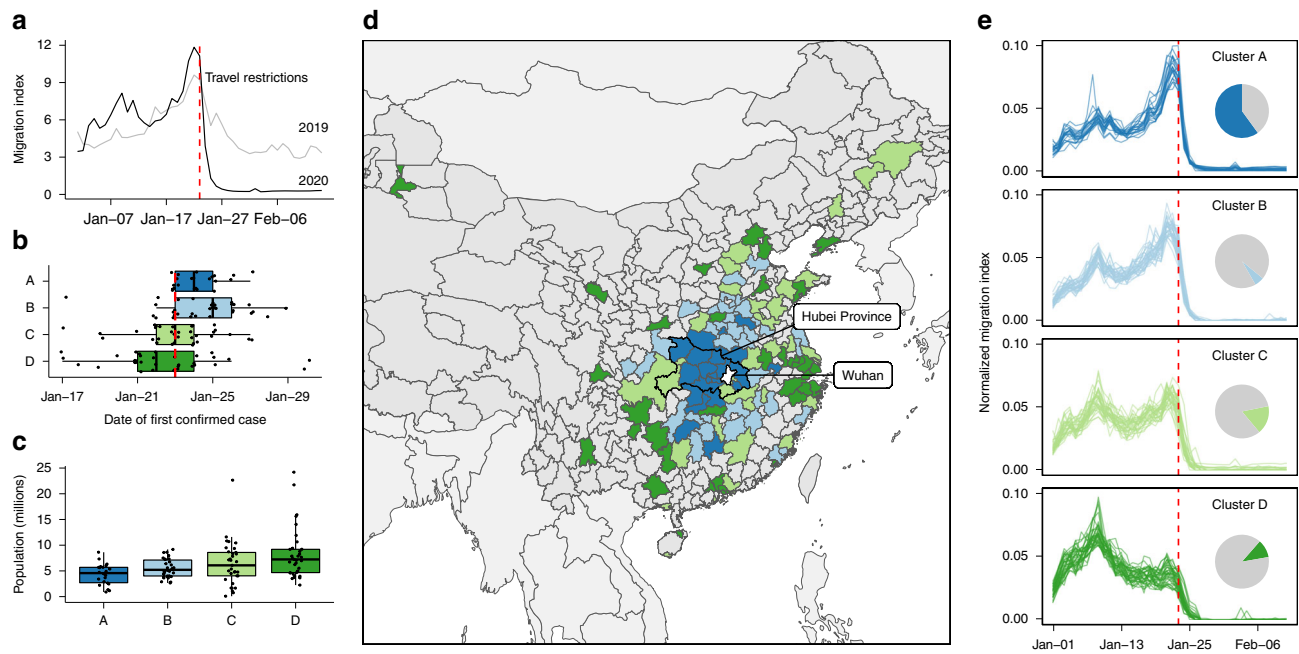 a
Migration index
12
9
6
3
0
Travel restrictions
2019
2020
Jan−07 Jan−17 Jan−27 Feb−06
b
A
B
C
D
Jan−17 Jan−21 Jan−25 Jan−29
Date of first confirmed case
c
Population (millions)
25
20
15
10
5
0
A B C D
d
Hubei Province
Wuhan
e
Normalized migration index
Cluster A
0.10
0.05
0.00
Cluster B
0.10
0.05
0.00
Cluster C
0.10
0.05
0.00
Cluster D
0.10
0.05
0.00
Jan−01 Jan−13 Jan−25 Feb−06